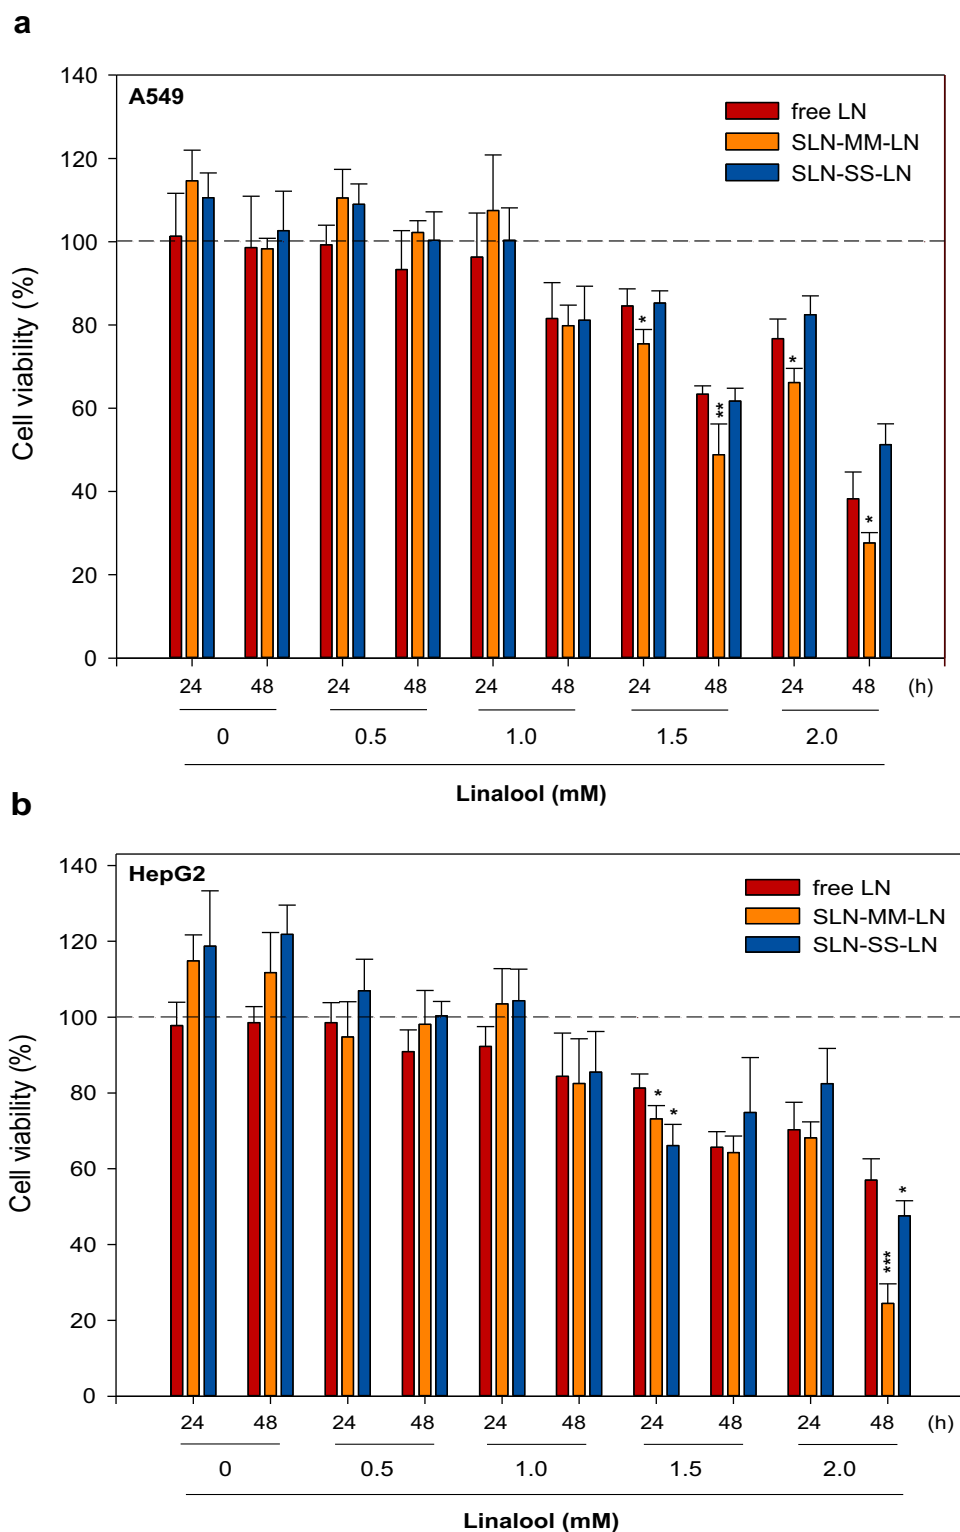 a
A549
free LN
SLN-MM-LN
SLN-SS-LN
Cell viability (%)
140
120
100
80
60
40
20
0
*
**
*
*
24 48 24 48 24 48 24 48 24 48 (h)
0 0.5 1.0 1.5 2.0
Linalool (mM)
b
HepG2
free LN
SLN-MM-LN
SLN-SS-LN
Cell viability (%)
140
120
100
80
60
40
20
0
*
*
***
*
24 48 24 48 24 48 24 48 24 48 (h)
0 0.5 1.0 1.5 2.0
Linalool (mM)